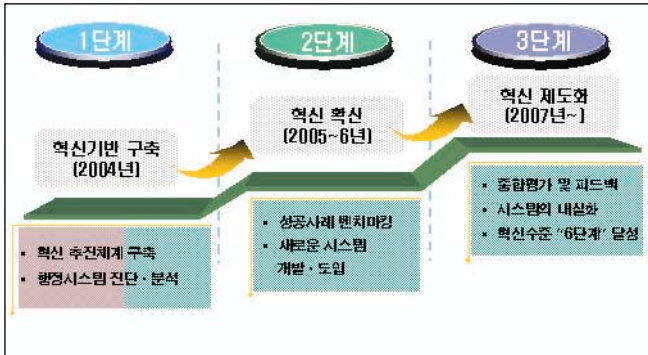 1단계
혁신기반 구축
(2004년)
• 혁신 추진체계 구축
• 행정시스템 진단·분석
2단계
혁신 확산
(2005~6년)
• 성공사례 벤치마킹
• 새로운 시스템
개발·도입
3단계
혁신 제도화
(2007년~)
• 종합평가 및 피드백
• 시스템의 내실화
• 혁신수준 "6단계" 달성